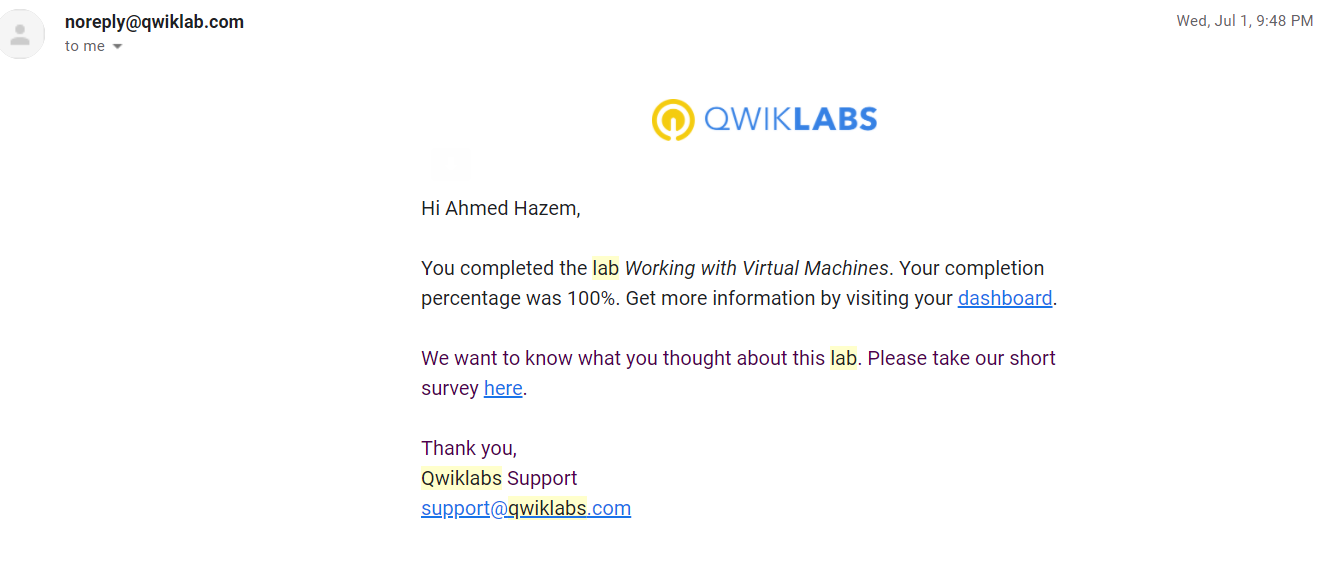 noreply@qwiklab.com
Wed, Jul 1, 9:48 PM
to me
QWIKLABS
Hi Ahmed Hazem,
You completed the lab Working with Virtual Machines. Your completion
percentage was 100%. Get more information by visiting your dashboard.
We want to know what you thought about this lab. Please take our short
survey here.
Thank you,
Qwiklabs Support
support@qwiklabs.com